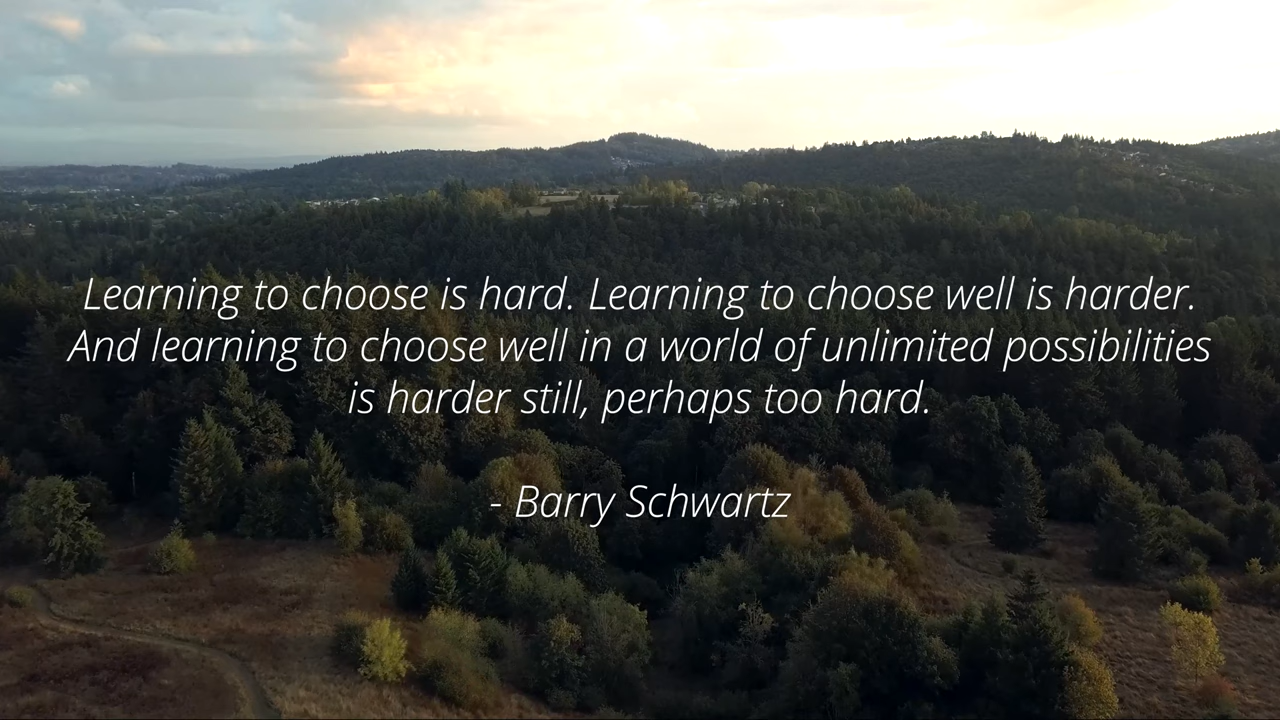 Learning to choose is hard. Learning to choose well is harder.
And learning to choose well in a world of unlimited possibilities
is harder still, perhaps too hard.
- Barry Schwartz